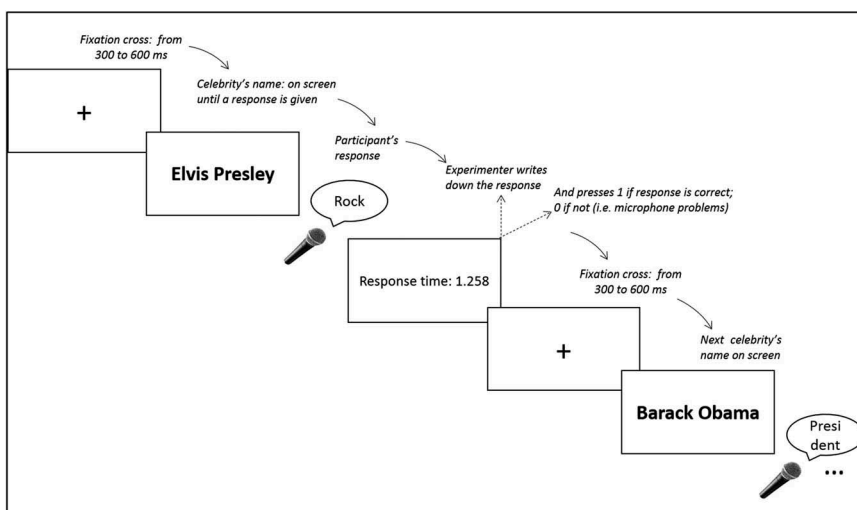 Fixation cross: from
300 to 600 ms
+
Celebrity's name: on screen
until a response is given
Elvis Presley
Participant's
response
Rock
Experimenter writes
down the response
And presses 1 if response is correct;
0 if not (i.e. microphone problems)
Response time: 1.258
Fixation cross: from
300 to 600 ms
+
Next celebrity's
name on screen
Barack Obama
Presi
dent
...